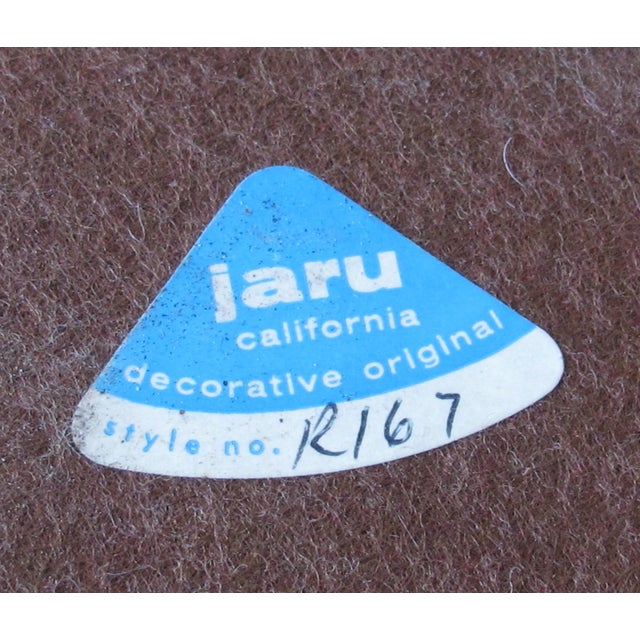 jaru
california
decorative original
style no. R167